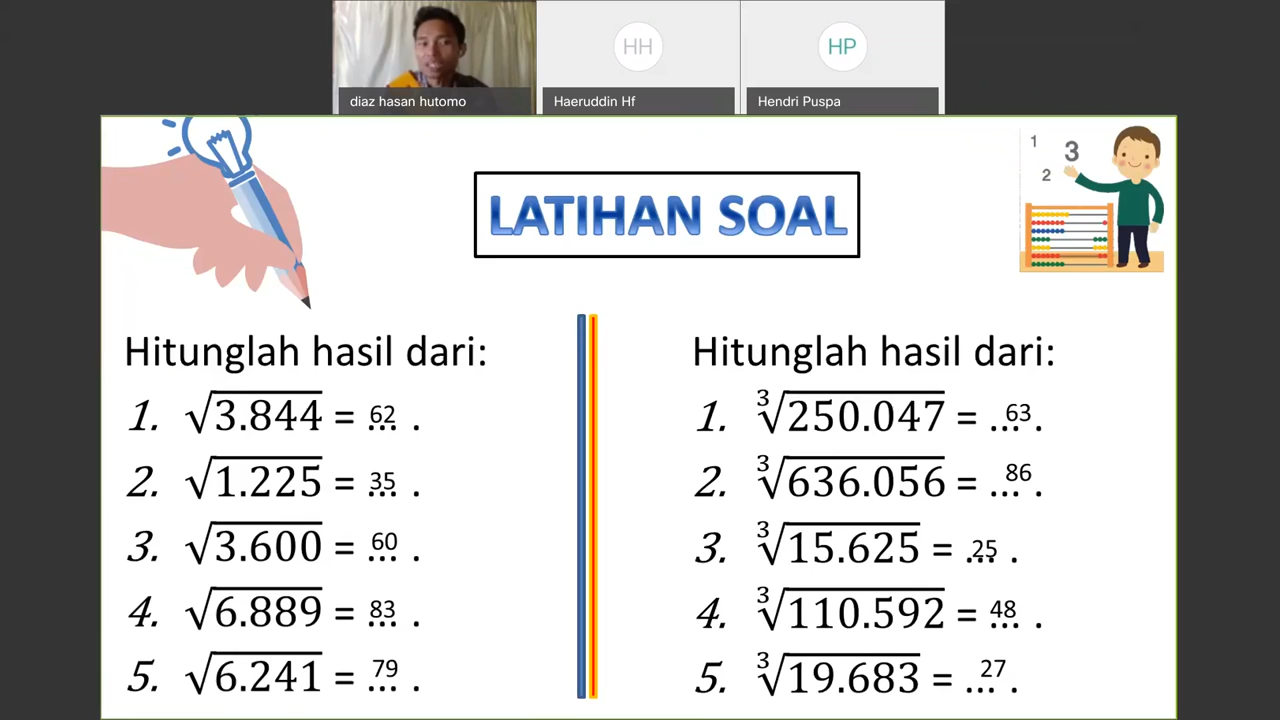 HH
HP
diaz hasan hutomo
Haeruddin Hf
Hendri Puspa
1
3
2
LATIHAN SOAL
Hitunglah hasil dari:
1. √3.844 = 62 ... .
2. √1.225 = 35 ... .
3. √3.600 = 60 ... .
4. √6.889 = 83 ... .
5. √6.241 = 79 ... .
Hitunglah hasil dari:
1. ∛250.047 = ... 63 .
2. ∛636.056 = ... 86 .
3. ∛15.625 = ... 25 .
4. ∛110.592 = 48 ... .
5. ∛19.683 = ... 27 .